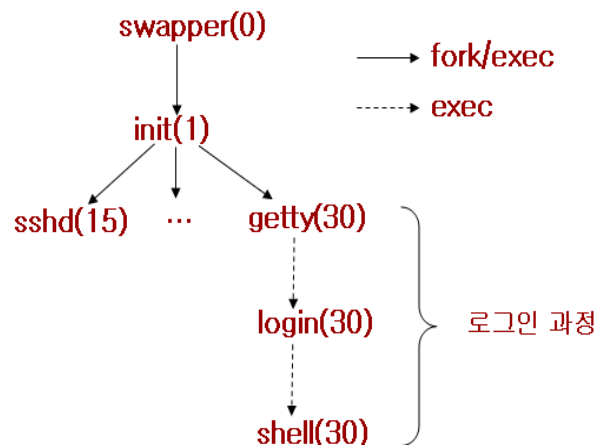 swapper(0)
fork/exec
exec
init(1)
sshd(15) ... getty(30)
login(30)
로그인 과정
shell(30)